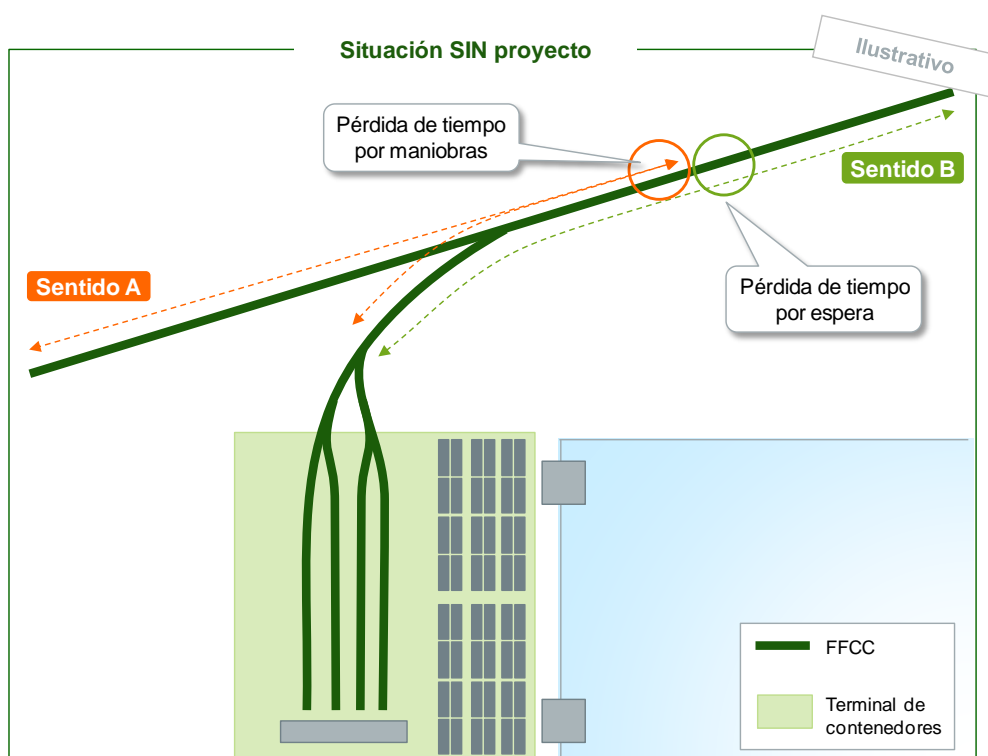 Situación SIN proyecto
Ilustrativo
Pérdida de tiempo
por maniobras
Sentido B
Sentido A
Pérdida de tiempo
por espera
FFCC
Terminal de
contenedores